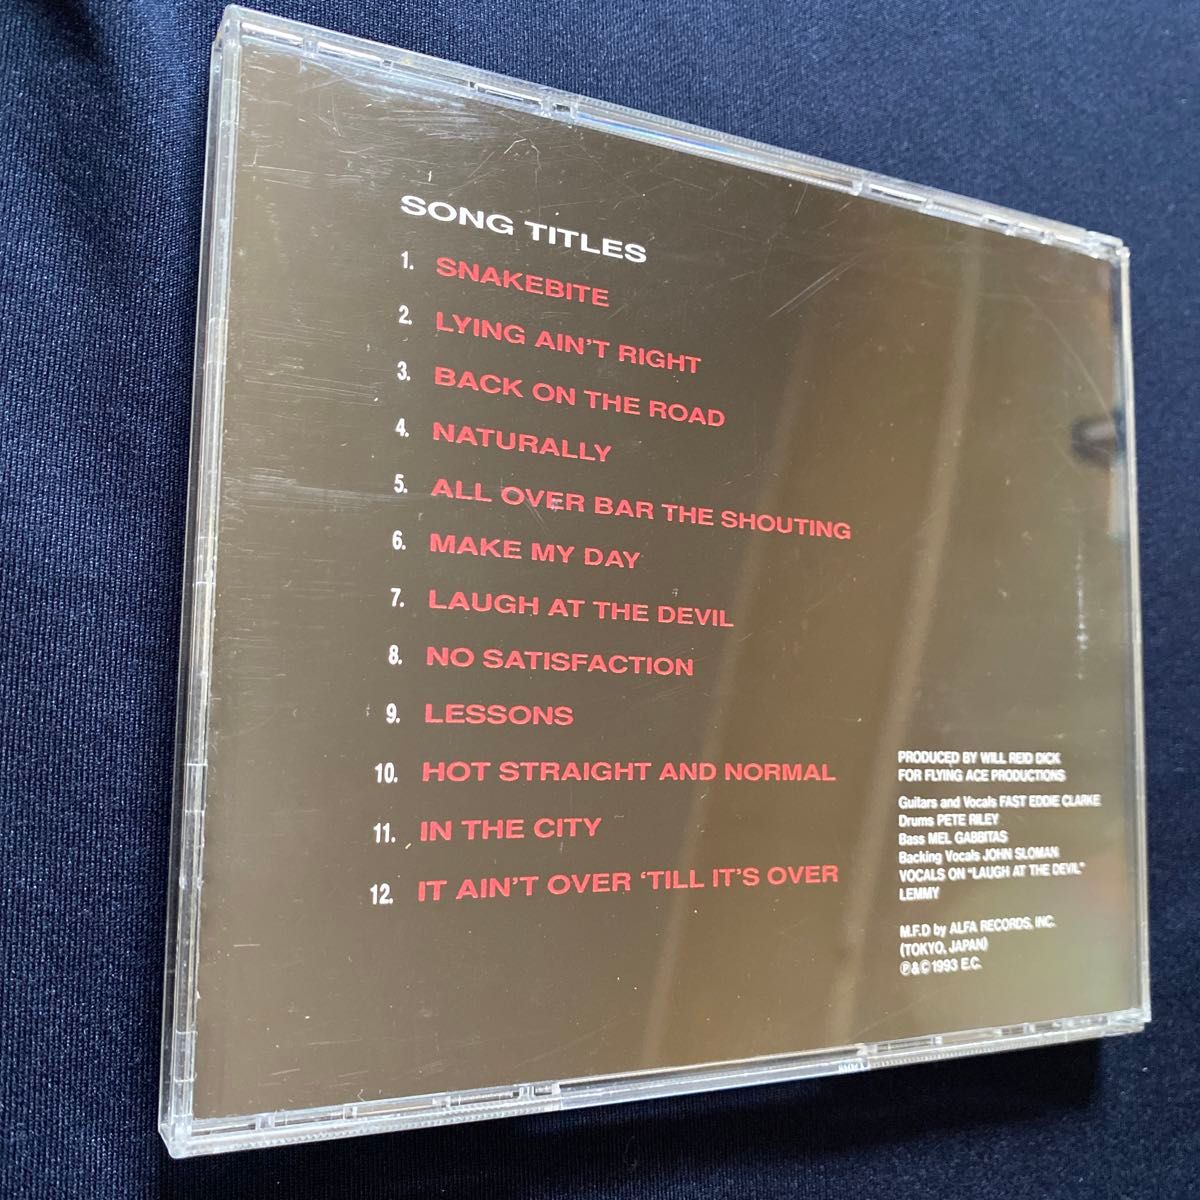 SONG TITLES
1. SNAKEBITE
2. LYING AIN'T RIGHT
3. BACK ON THE ROAD
4. NATURALLY
5. ALL OVER BAR THE SHOUTING
6. MAKE MY DAY
7. LAUGH AT THE DEVIL
8. NO SATISFACTION
9. LESSONS
10. HOT STRAIGHT AND NORMAL
11. IN THE CITY
12. IT AIN'T OVER 'TILL IT'S OVER
PRODUCED BY WILL REID DICK
FOR FLYING ACE PRODUCTIONS
Guitars and Vocals FAST EDDIE CLARKE
Drums PETE RILEY
Bass MEL GABBITAS
Backing Vocals JOHN SLOMAN
VOCALS ON "LAUGH AT THE DEVIL"
LEMMY
M.F.D by ALFA RECORDS, INC.
(TOKYO, JAPAN)
℗&©1993 E.C.